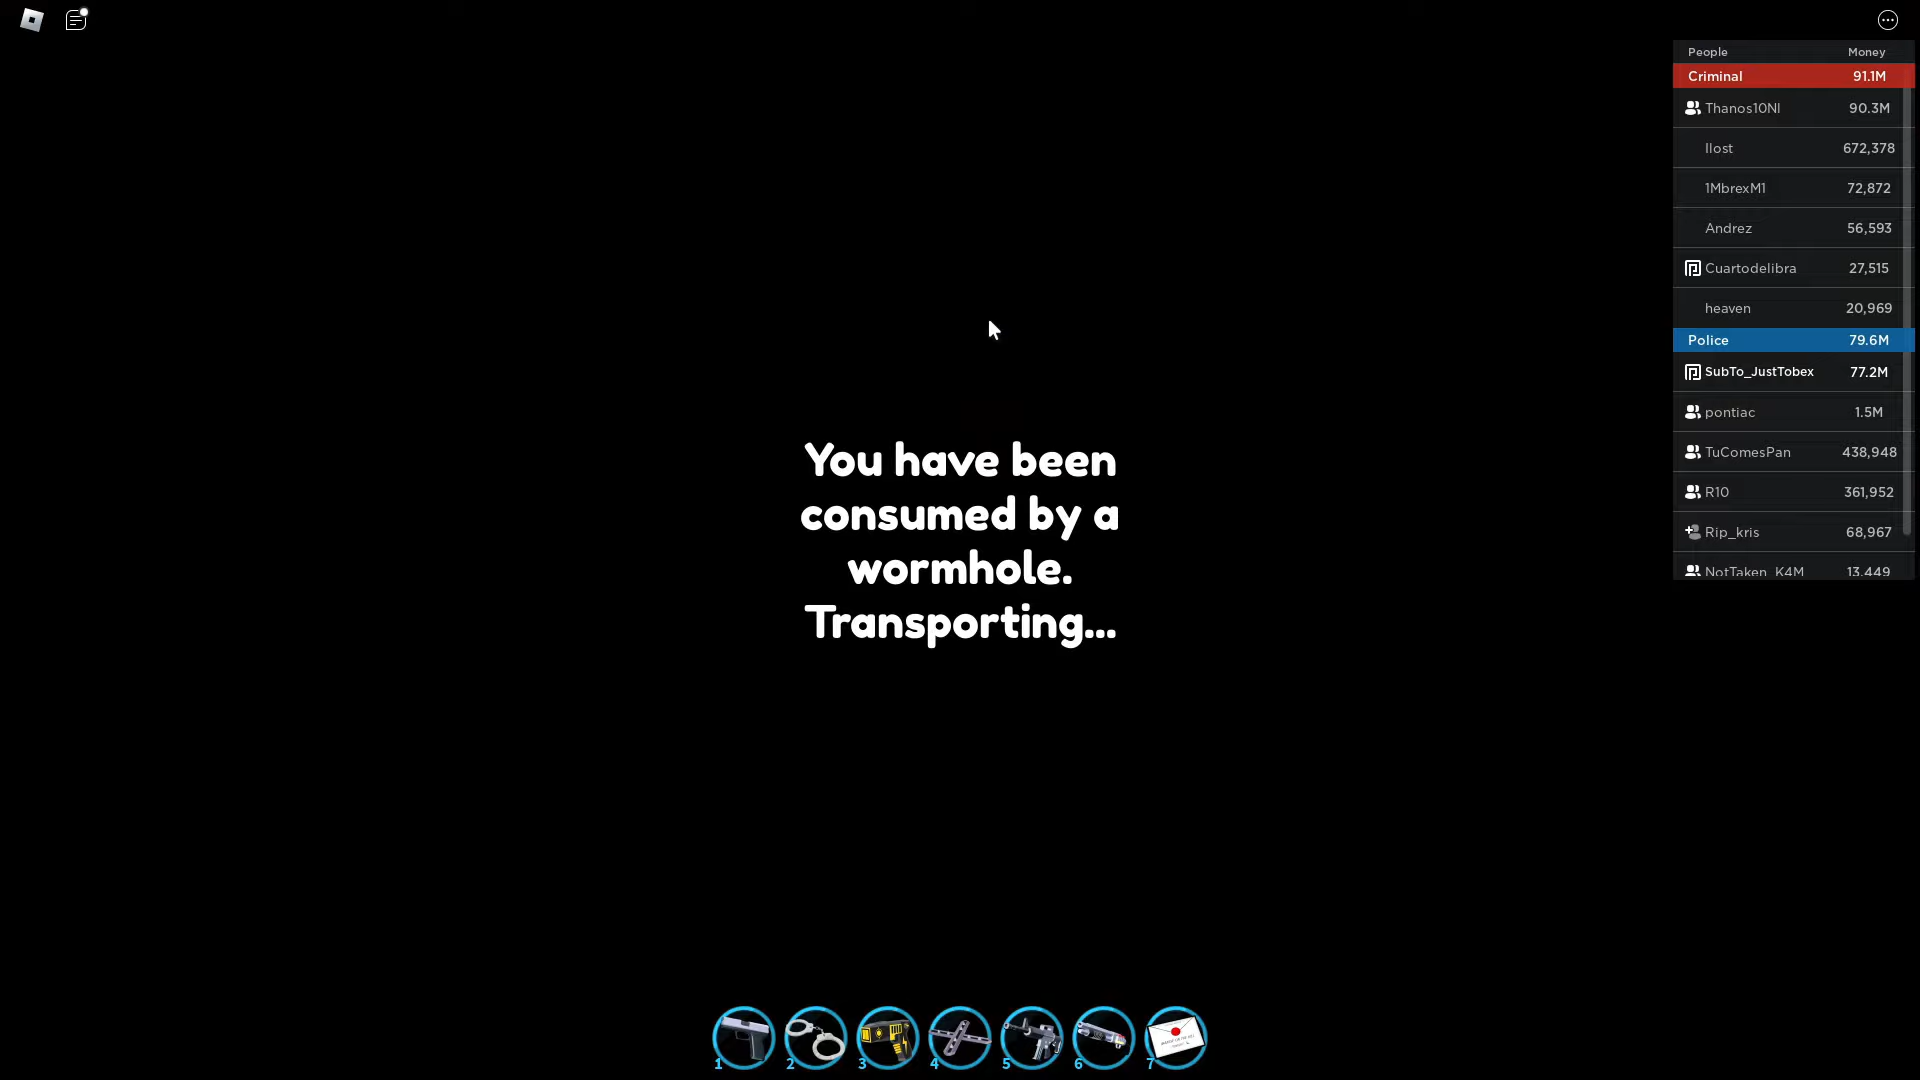 People Money
Criminal 91.1M
Thanos10Nl 90.3M
llost 672,378
1MbrexM1 72,872
Andrez 56,593
Cuartodelibra 27,515
heaven 20,969
Police 79.6M
SubTo_JustTobex 77.2M
pontiac 1.5M
TuComesPan 438,948
R10 361,952
Rip_kris 68,967
NotTaken_K4M 13,449
You have been
consumed by a
wormhole.
Transporting...
1 2 3 4 5 6 7